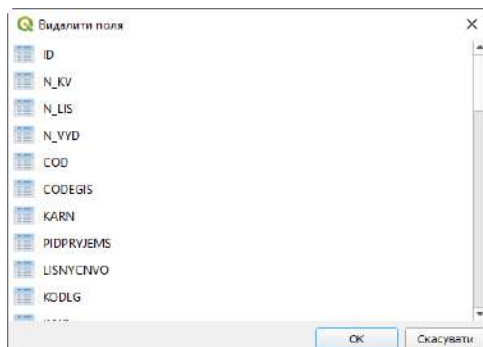 Видалити поля
ID
N_KV
N_LIS
N_VYD
COD
CODEGIS
KARN
PIDPRYJEMS
LISNYCNVO
KODLG
OK
Скасувати